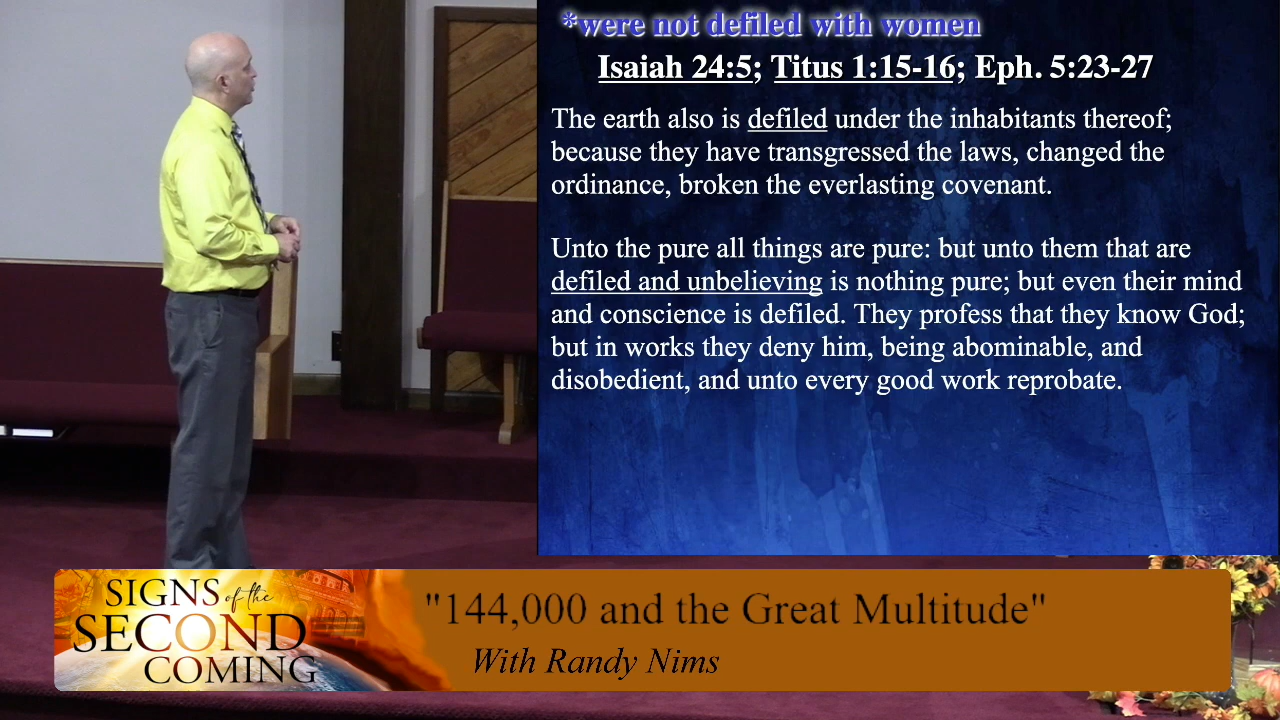 *were not defiled with women
Isaiah 24:5; Titus 1:15-16; Eph. 5:23-27
The earth also is defiled under the inhabitants thereof;
because they have transgressed the laws, changed the
ordinance, broken the everlasting covenant.
Unto the pure all things are pure: but unto them that are
defiled and unbelieving is nothing pure; but even their mind
and conscience is defiled. They profess that they know God;
but in works they deny him, being abominable, and
disobedient, and unto every good work reprobate.
SIGNS of the
SECOND
COMING
"144,000 and the Great Multitude"
With Randy Nims